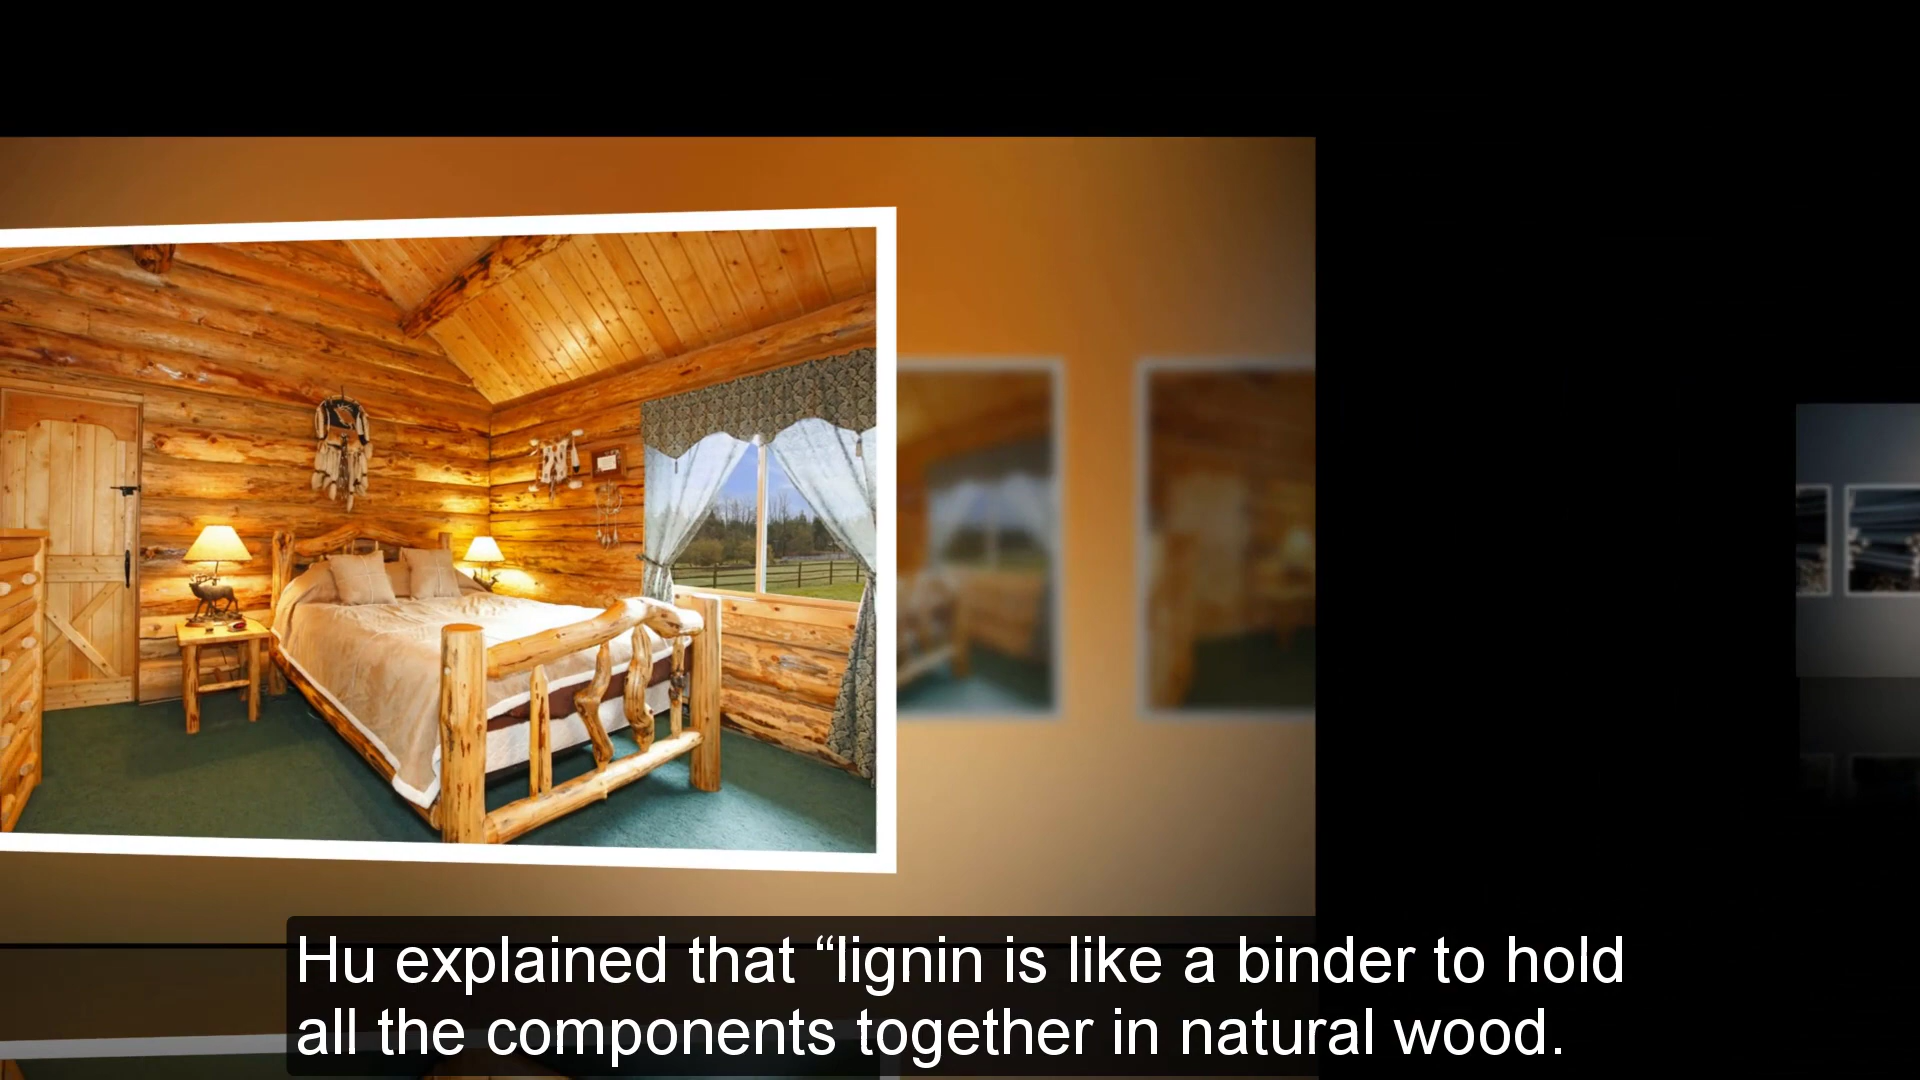 Hu explained that “lignin is like a binder to hold
all the components together in natural wood.